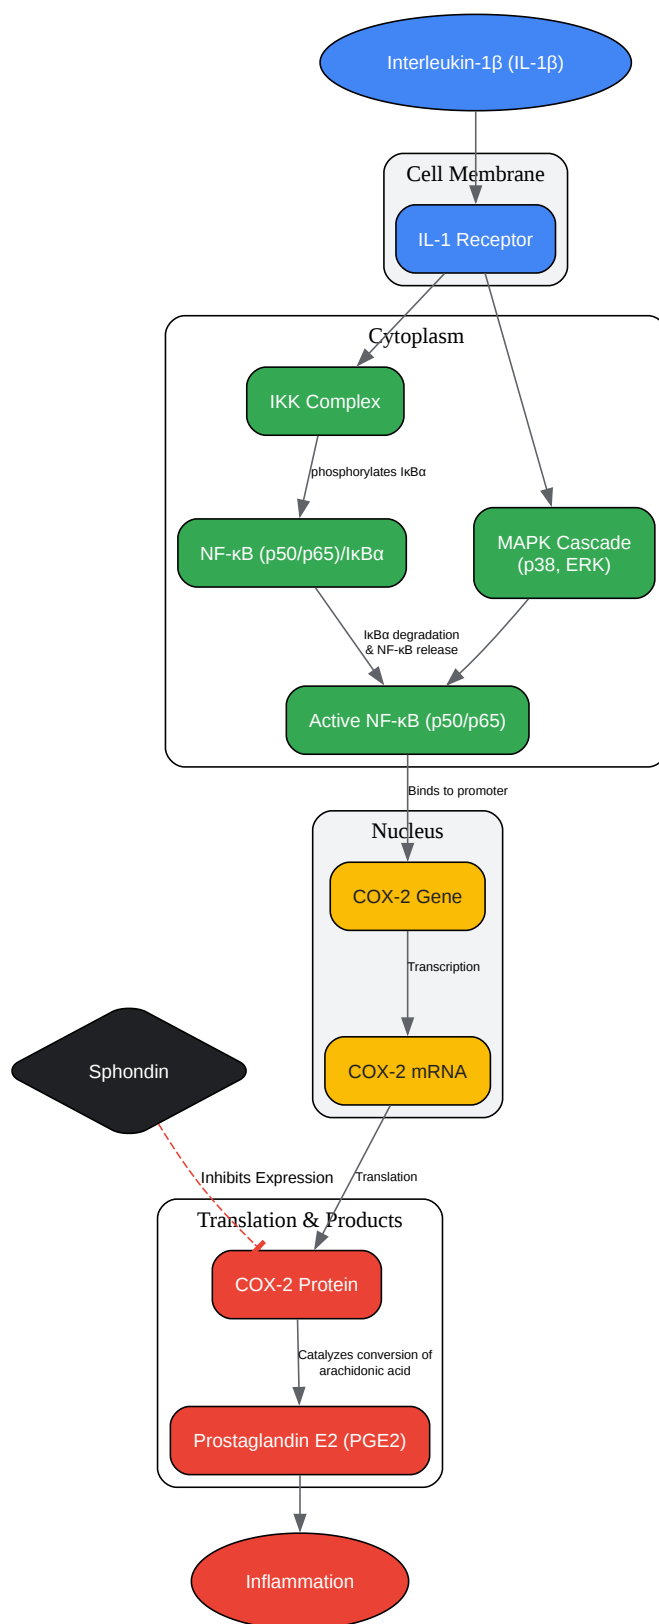 Interleukin-1β (IL-1β)
Cell Membrane
IL-1 Receptor
Cytoplasm
IKK Complex
phosphorylates IκBα
NF-κB (p50/p65)/IκBα
MAPK Cascade
(p38, ERK)
IκBα degradation
& NF-κB release
Active NF-κB (p50/p65)
Binds to promoter
Nucleus
COX-2 Gene
Transcription
Sphondin
COX-2 mRNA
Inhibits Expression
Translation
Translation & Products
COX-2 Protein
Catalyzes conversion of
arachidonic acid
Prostaglandin E2 (PGE2)
Inflammation